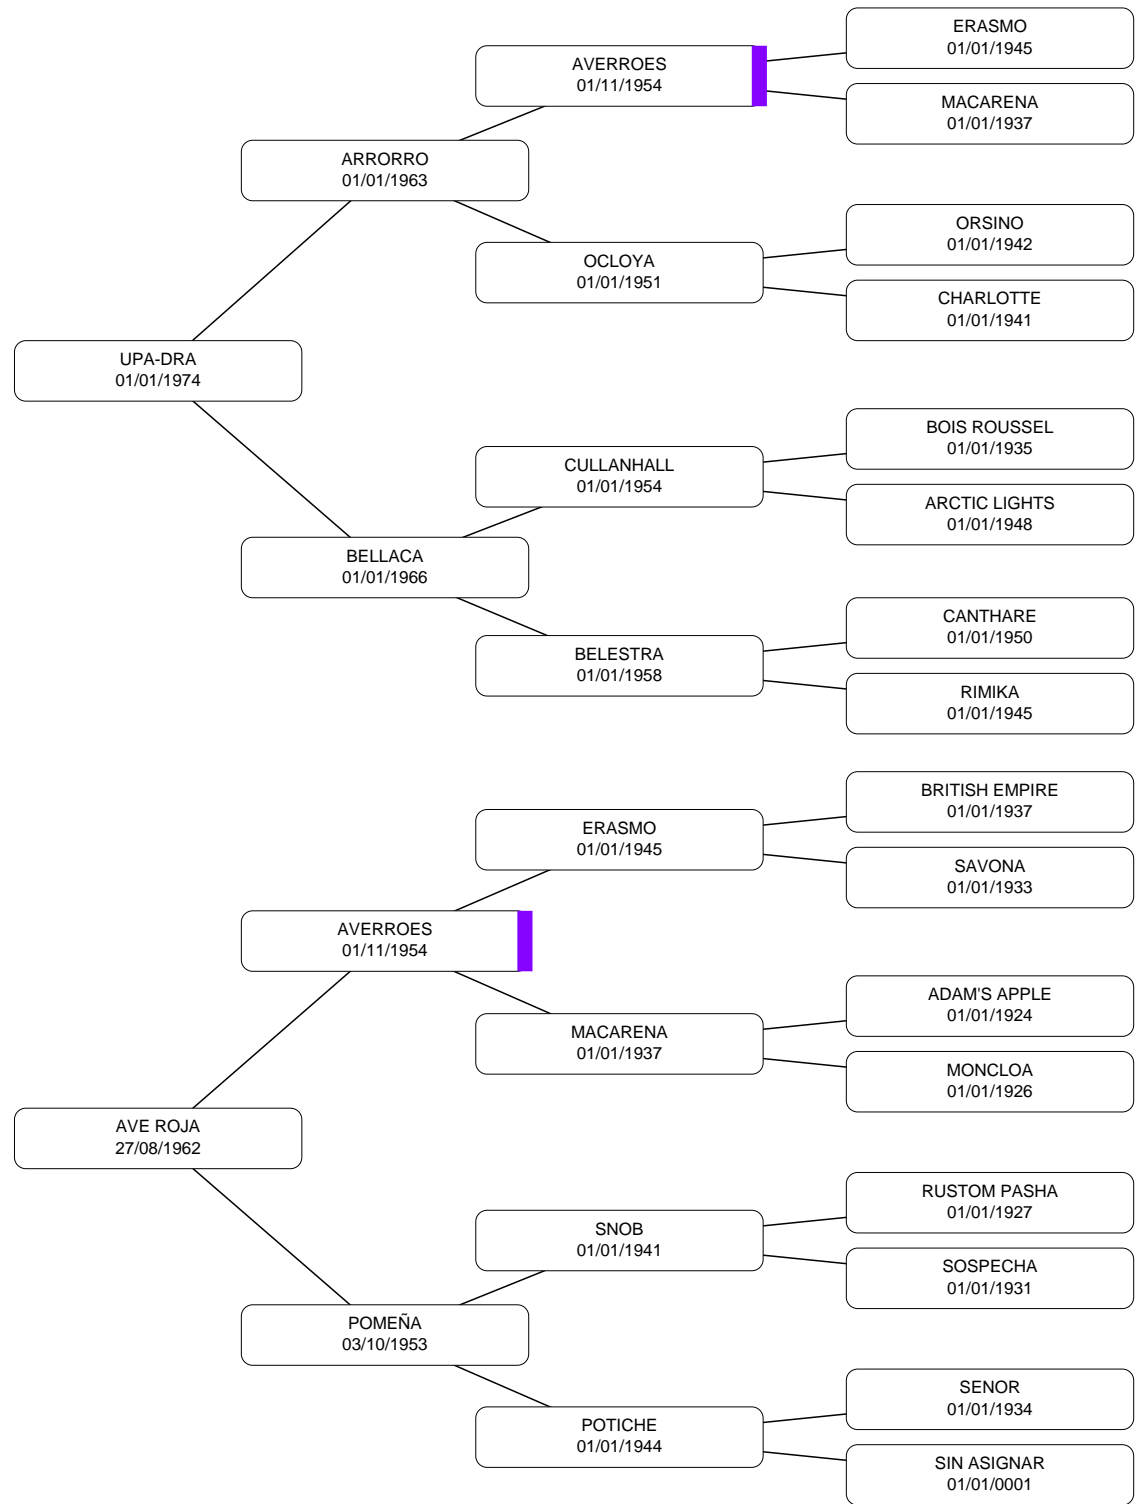 ERASMO
01/01/1945
AVERROES
01/11/1954
MACARENA
01/01/1937
ARRORRO
01/01/1963
ORSINO
01/01/1942
OCLOYA
01/01/1951
CHARLOTTE
01/01/1941
UPA-DRA
01/01/1974
BOIS ROUSSEL
01/01/1935
CULLANHALL
01/01/1954
ARCTIC LIGHTS
01/01/1948
BELLACA
01/01/1966
CANTHARE
01/01/1950
BELESTRA
01/01/1958
RIMIKA
01/01/1945
BRITISH EMPIRE
01/01/1937
ERASMO
01/01/1945
SAVONA
01/01/1933
AVERROES
01/11/1954
ADAM'S APPLE
01/01/1924
MACARENA
01/01/1937
MONCLOA
01/01/1926
AVE ROJA
27/08/1962
RUSTOM PASHA
01/01/1927
SNOB
01/01/1941
SOSPECHA
01/01/1931
POMEÑA
03/10/1953
SENOR
01/01/1934
POTICHE
01/01/1944
SIN ASIGNAR
01/01/0001